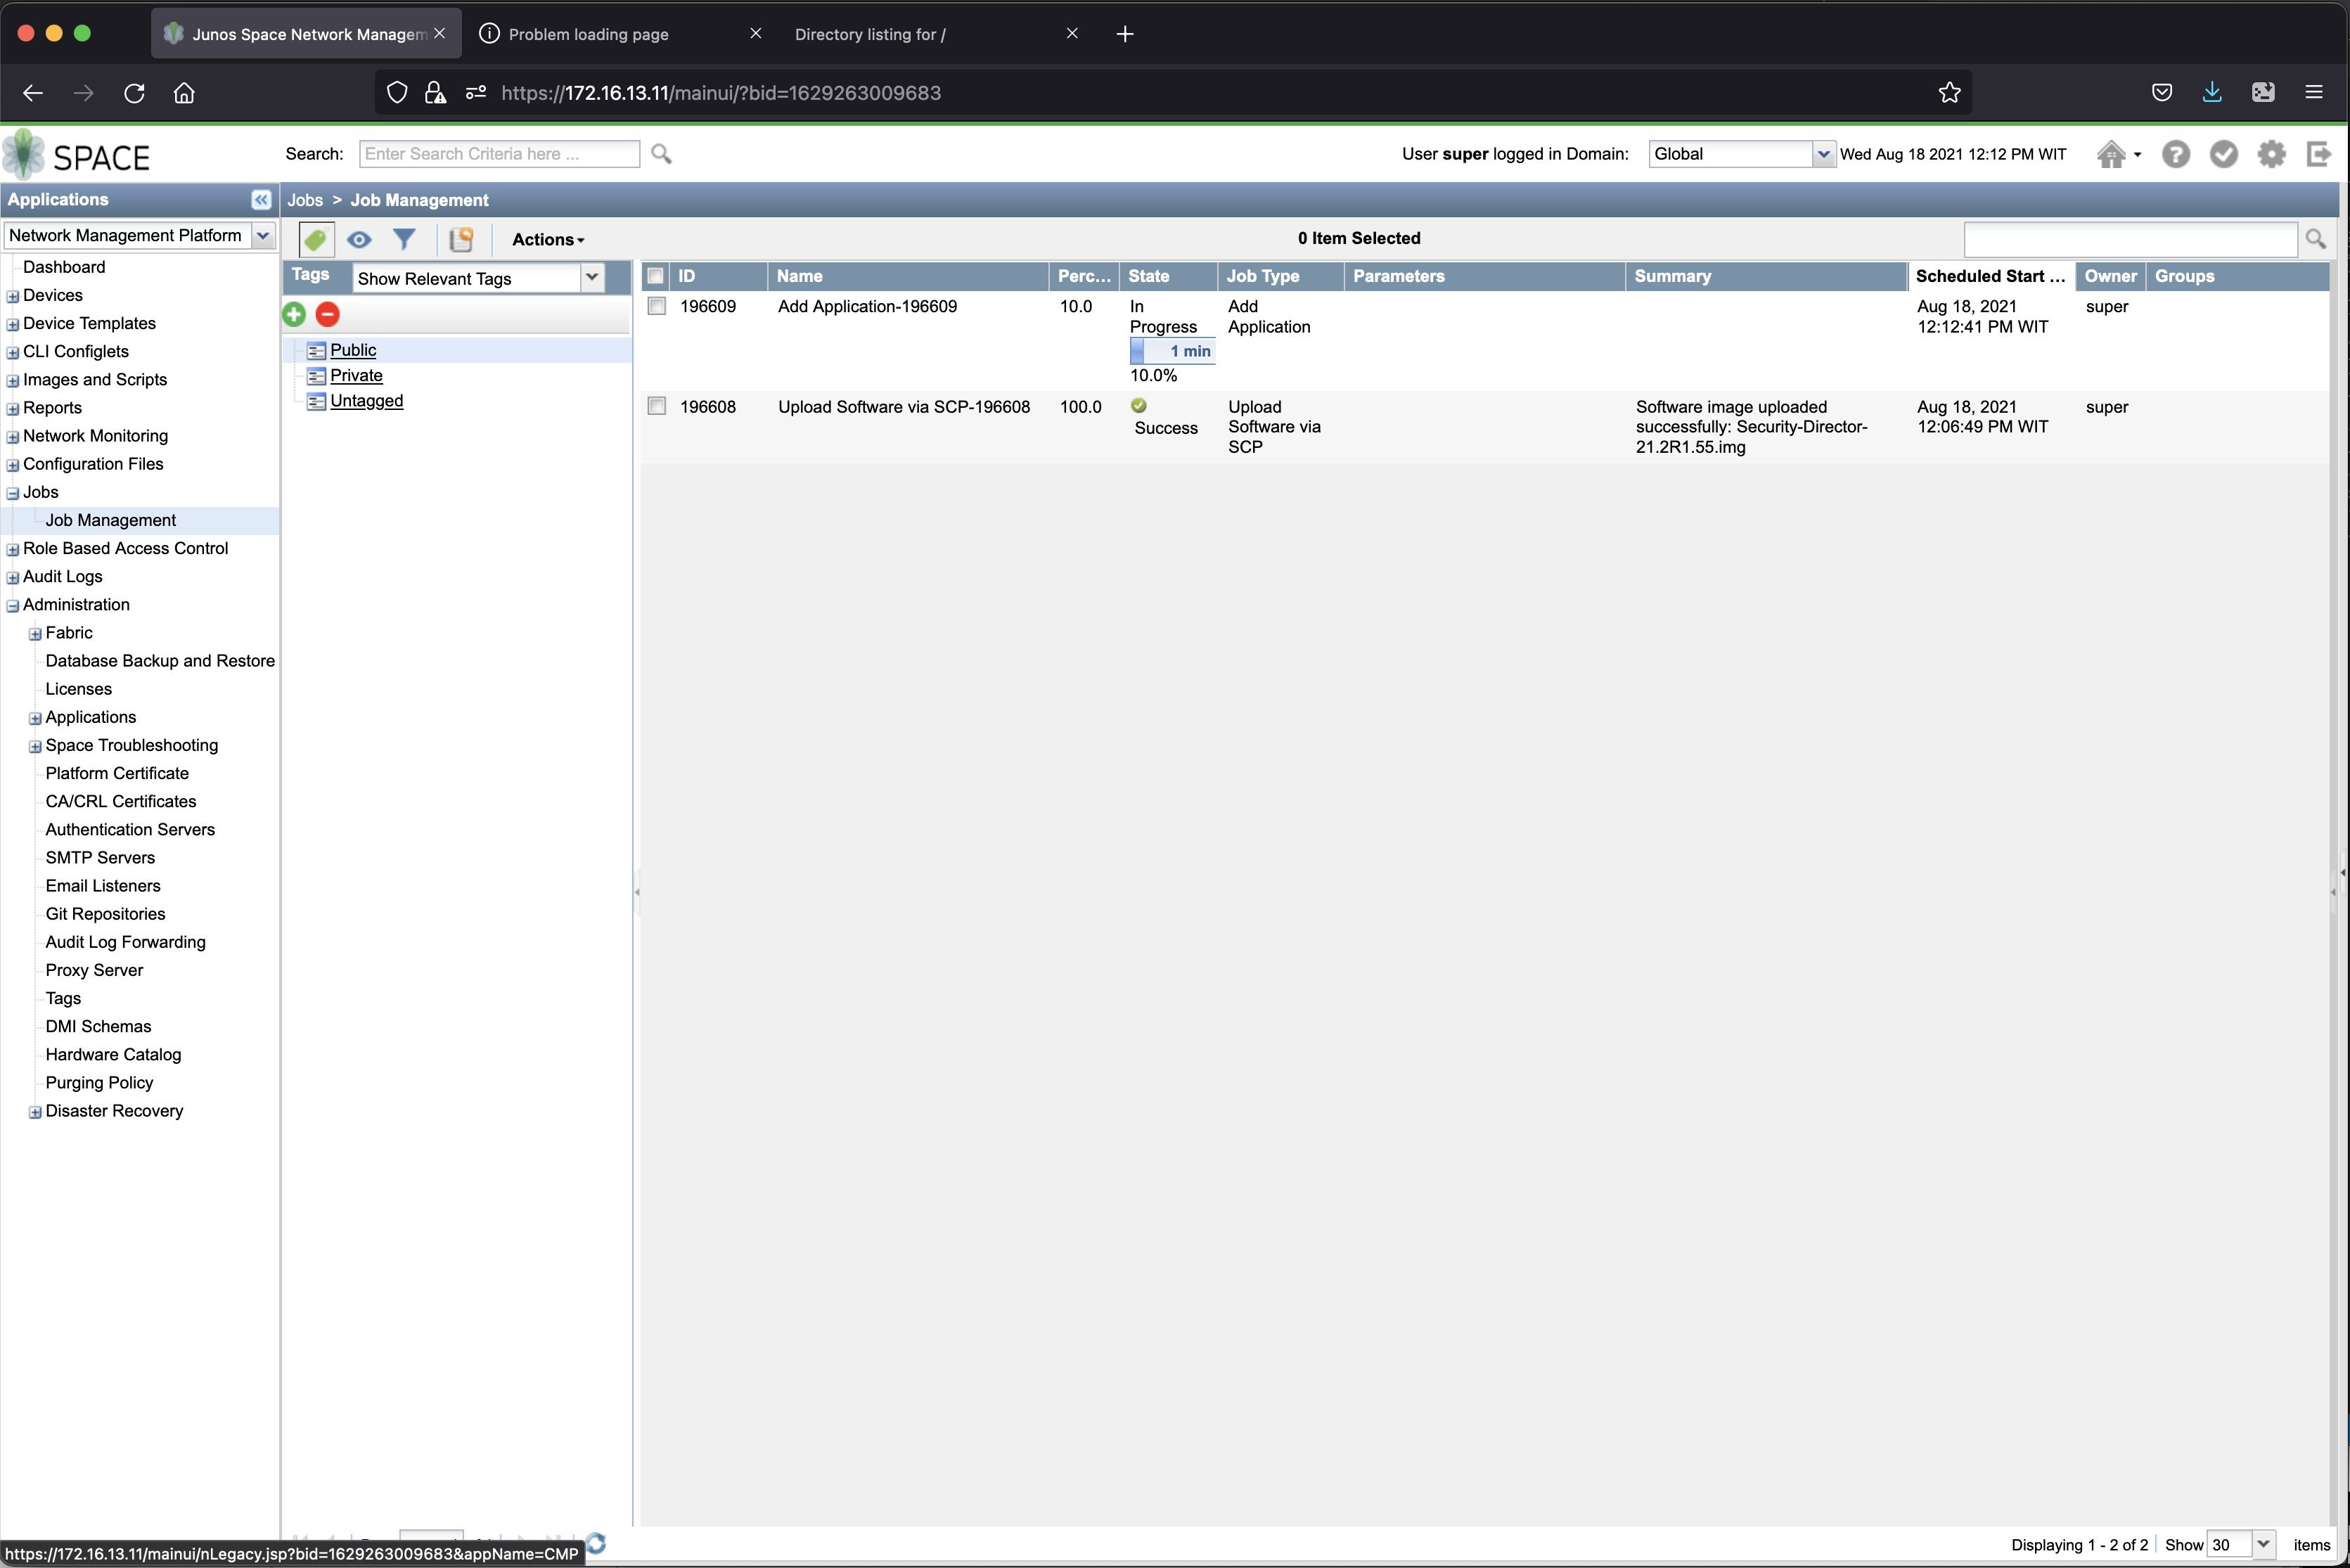 Junos Space Network Managem
Problem loading page
Directory listing for /
https://172.16.13.11/mainui/?bid=1629263009683
SPACE
Search:
Enter Search Criteria here ...
User super logged in Domain:
Global
Wed Aug 18 2021 12:12 PM WIT
Applications
Jobs > Job Management
Network Management Platform
Actions
0 Item Selected
Dashboard
Devices
Device Templates
CLI Configlets
Images and Scripts
Reports
Network Monitoring
Configuration Files
Jobs
Job Management
Role Based Access Control
Audit Logs
Administration
Fabric
Database Backup and Restore
Licenses
Applications
Space Troubleshooting
Platform Certificate
CA/CRL Certificates
Authentication Servers
SMTP Servers
Email Listeners
Git Repositories
Audit Log Forwarding
Proxy Server
Tags
DMI Schemas
Hardware Catalog
Purging Policy
Disaster Recovery
Tags
Show Relevant Tags
Public
Private
Untagged
ID Name Perc... State Job Type Parameters Summary Scheduled Start ... Owner Groups
196609
Add Application-196609
10.0
In
Progress
1 min
10.0%
Add
Application
Aug 18, 2021
12:12:41 PM WIT
super
196608
Upload Software via SCP-196608
100.0
Success
Upload
Software via
SCP
Software image uploaded
successfully: Security-Director-
21.2R1.55.img
Aug 18, 2021
12:06:49 PM WIT
super
https://172.16.13.11/mainui/nLegacy.jsp?bid=1629263009683&appName=CMP
Displaying 1 - 2 of 2
Show
30
items